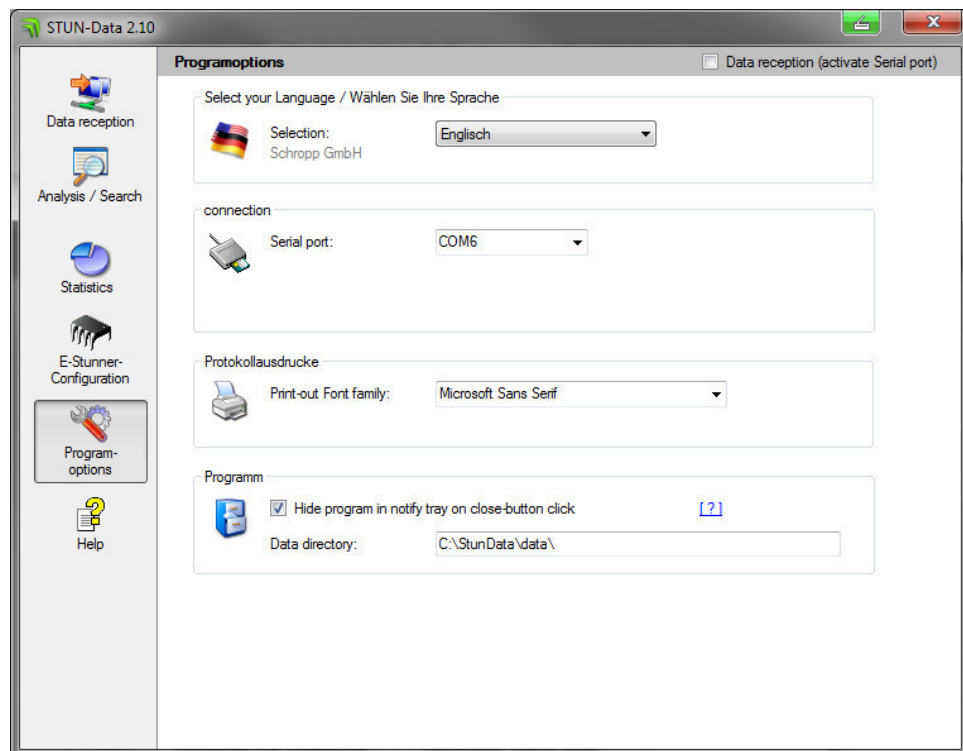 STUN-Data 2.10
Programoptions
Data reception (activate Serial port)
Data reception
Analysis / Search
Statistics
E-Stunner-
Configuration
Program-
options
Help
Select your Language / Wählen Sie Ihre Sprache
Selection:
Englisch
Schropp GmbH
connection
Serial port:
COM6
Protokollausdrucke
Print-out Font family:
Microsoft Sans Serif
Programm
Hide program in notify tray on close-button click
[ ? ]
Data directory:
C:\StunData\data\